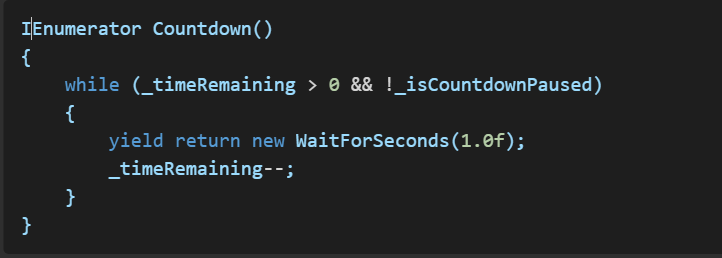 IEnumerator Countdown()
{
    while (_timeRemaining > 0 && !_isCountdownPaused)
    {
        yield return new WaitForSeconds(1.0f);
        _timeRemaining--;
    }
}